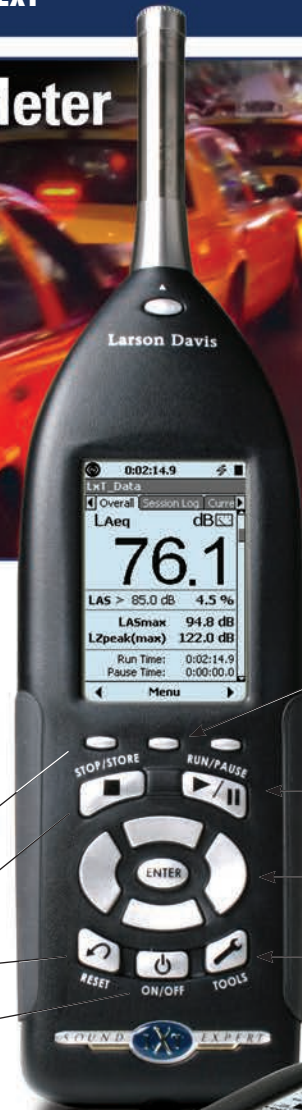 Meter
Larson Davis
0:02:14.9
LxT_Data
Overall Session Log Curre
LAeq dB
76.1
LAS > 85.0 dB 4.5 %
LASmax 94.8 dB
LZpeak(max) 122.0 dB
Run Time: 0:02:14.9
Pause Time: 0:00:00.0
Menu
STOP/STORE RUN/PAUSE
ENTER
RESET ON/OFF TOOLS
SOUND LXT EXPERT